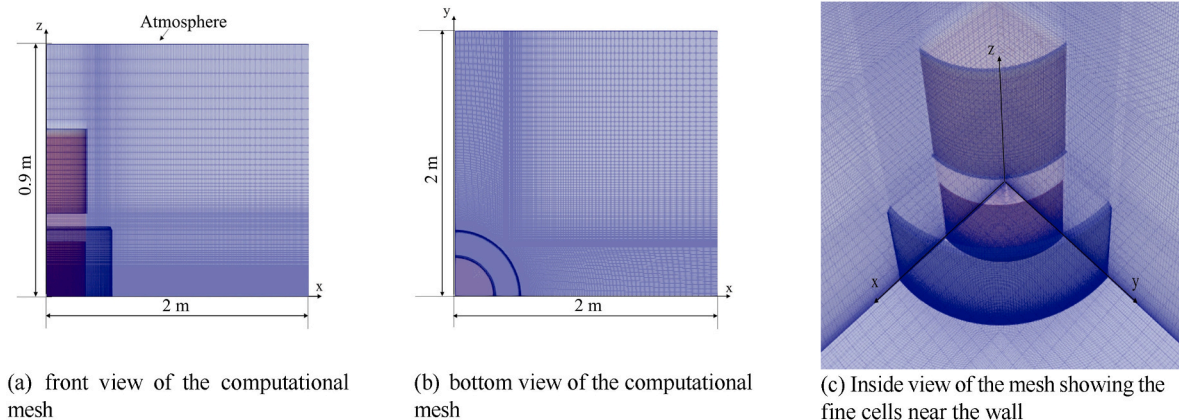 z
Atmosphere
0.9 m
x
2 m
y
2 m
x
2 m
z
x
y
(a) front view of the computational
mesh
(b) bottom view of the computational
mesh
(c) Inside view of the mesh showing the
fine cells near the wall